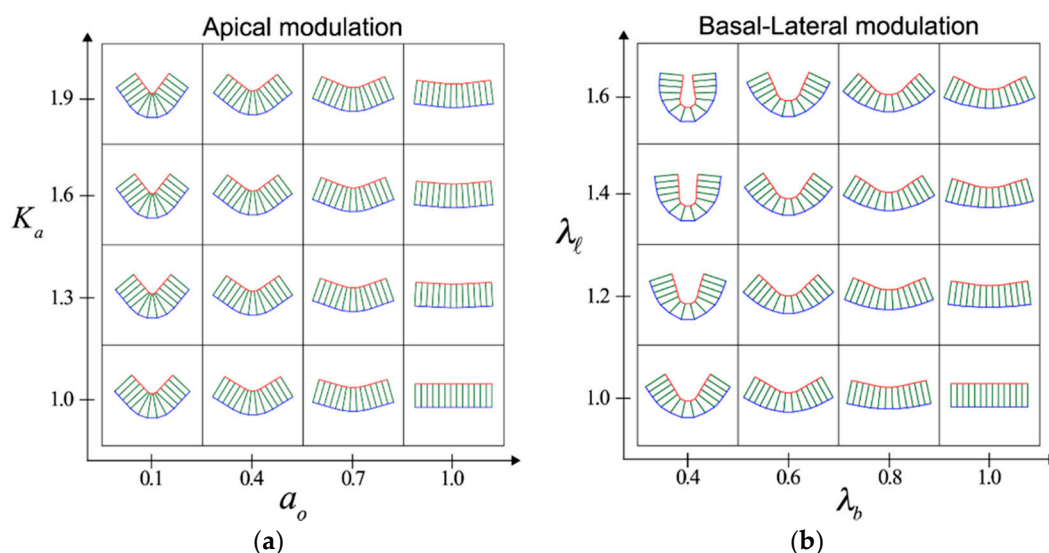 Apical modulation
1.9
1.6
1.3
1.0
K_a
0.1 0.4 0.7 1.0
a_o
(a)
Basal-Lateral modulation
1.6
1.4
1.2
1.0
λ_ℓ
0.4 0.6 0.8 1.0
λ_b
(b)